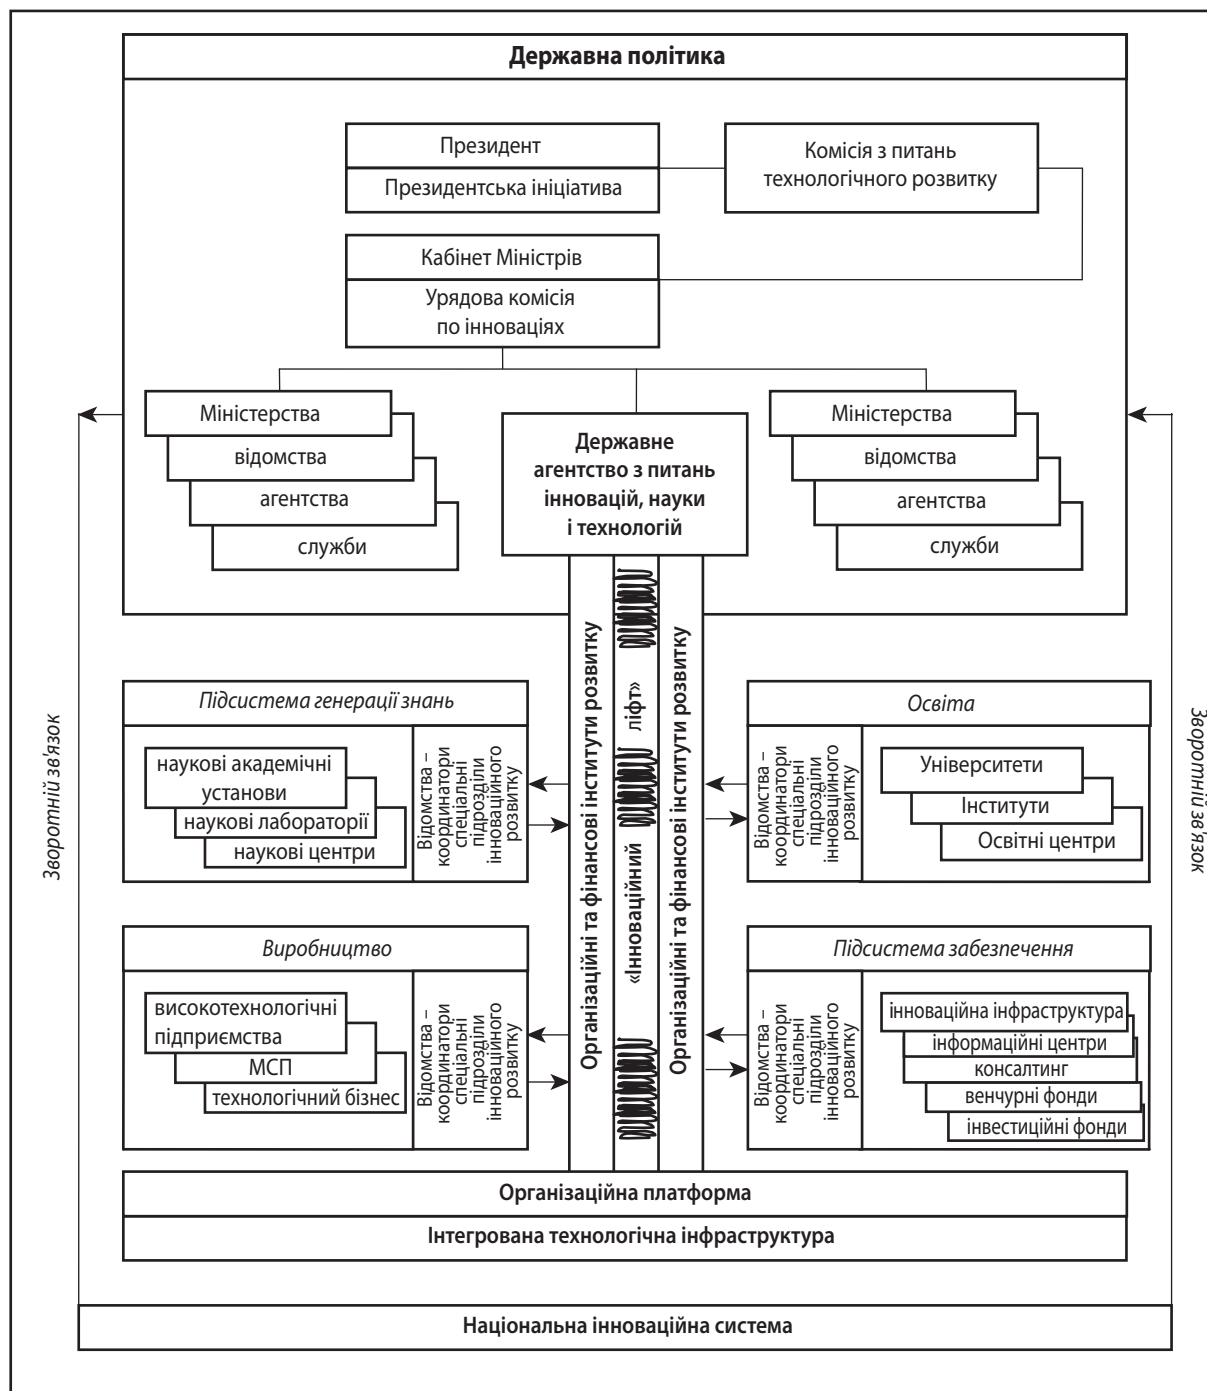 Державна політика
Президент
Президентська ініціатива
Комісія з питань
технологічного розвитку
Кабінет Міністрів
Урядова комісія
по інноваціях
Міністерства
відомства
агентства
служби
Державне
агентство з питань
інновацій, науки
і технологій
Міністерства
відомства
агентства
служби
Зворотній зв'язок
Підсистема генерації знань
наукові академічні
установи
наукові лабораторії
наукові центри
Відомства –
координатори
спеціальні
підрозділи
інноваційного
розвитку
Організаційні та фінансові інститути розвитку
«Інноваційний ліфт»
Організаційні та фінансові інститути розвитку
Освіта
Відомства –
координатори
спеціальні
підрозділи
інноваційного
розвитку
Університети
Інститути
Освітні центри
Зворотній зв'язок
Виробництво
високотехнологічні
підприємства
МСП
технологічний бізнес
Відомства –
координатори
спеціальні
підрозділи
інноваційного
розвитку
Підсистема забезпечення
Відомства –
координатори
спеціальні
підрозділи
інноваційного
розвитку
інноваційна інфраструктура
інформаційні центри
консалтинг
венчурні фонди
інвестиційні фонди
Організаційна платформа
Інтегрована технологічна інфраструктура
Національна інноваційна система